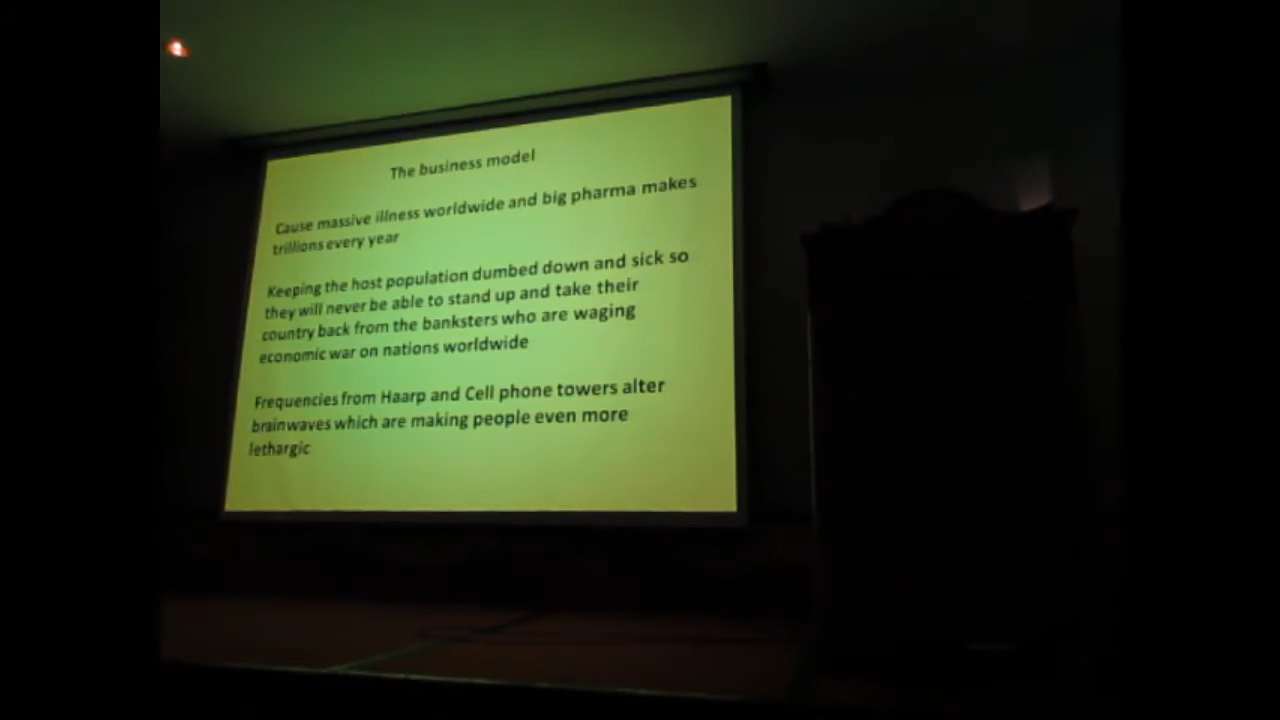 The business model
Cause massive illness worldwide and big pharma makes
trillions every year
Keeping the host population dumbed down and sick so
they will never be able to stand up and take their
country back from the banksters who are waging
economic war on nations worldwide
Frequencies from Haarp and Cell phone towers alter
brainwaves which are making people even more
lethargic